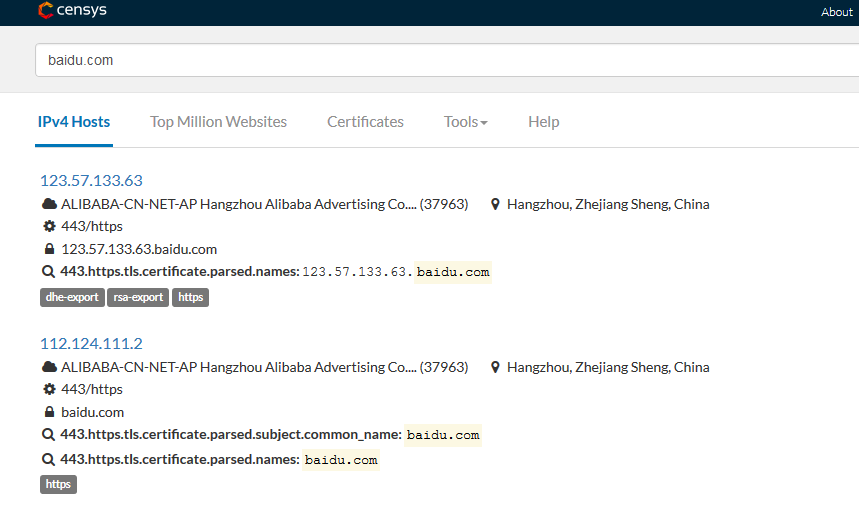 censys
About
baidu.com
IPv4 Hosts Top Million Websites Certificates Tools Help
123.57.133.63
ALIBABA-CN-NET-AP Hangzhou Alibaba Advertising Co.... (37963) Hangzhou, Zhejiang Sheng, China
443/https
123.57.133.63.baidu.com
443.https.tls.certificate.parsed.names: 123.57.133.63.baidu.com
dhe-export rsa-export https
112.124.111.2
ALIBABA-CN-NET-AP Hangzhou Alibaba Advertising Co.... (37963) Hangzhou, Zhejiang Sheng, China
443/https
baidu.com
443.https.tls.certificate.parsed.subject.common_name: baidu.com
443.https.tls.certificate.parsed.names: baidu.com
https